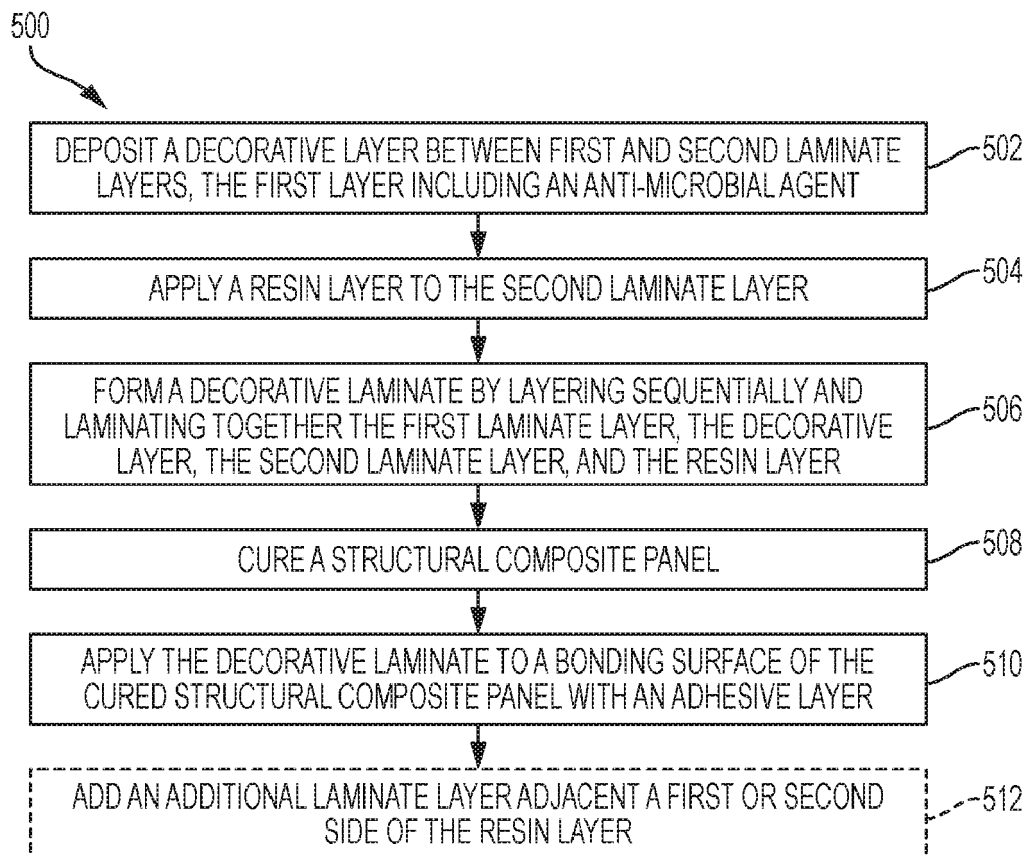 500
DEPOSIT A DECORATIVE LAYER BETWEEN FIRST AND SECOND LAMINATE
LAYERS, THE FIRST LAYER INCLUDING AN ANTI-MICROBIAL AGENT
502
APPLY A RESIN LAYER TO THE SECOND LAMINATE LAYER
504
FORM A DECORATIVE LAMINATE BY LAYERING SEQUENTIALLY AND
LAMINATING TOGETHER THE FIRST LAMINATE LAYER, THE DECORATIVE
LAYER, THE SECOND LAMINATE LAYER, AND THE RESIN LAYER
506
CURE A STRUCTURAL COMPOSITE PANEL
508
APPLY THE DECORATIVE LAMINATE TO A BONDING SURFACE OF THE
CURED STRUCTURAL COMPOSITE PANEL WITH AN ADHESIVE LAYER
510
ADD AN ADDITIONAL LAMINATE LAYER ADJACENT A FIRST OR SECOND
SIDE OF THE RESIN LAYER
512